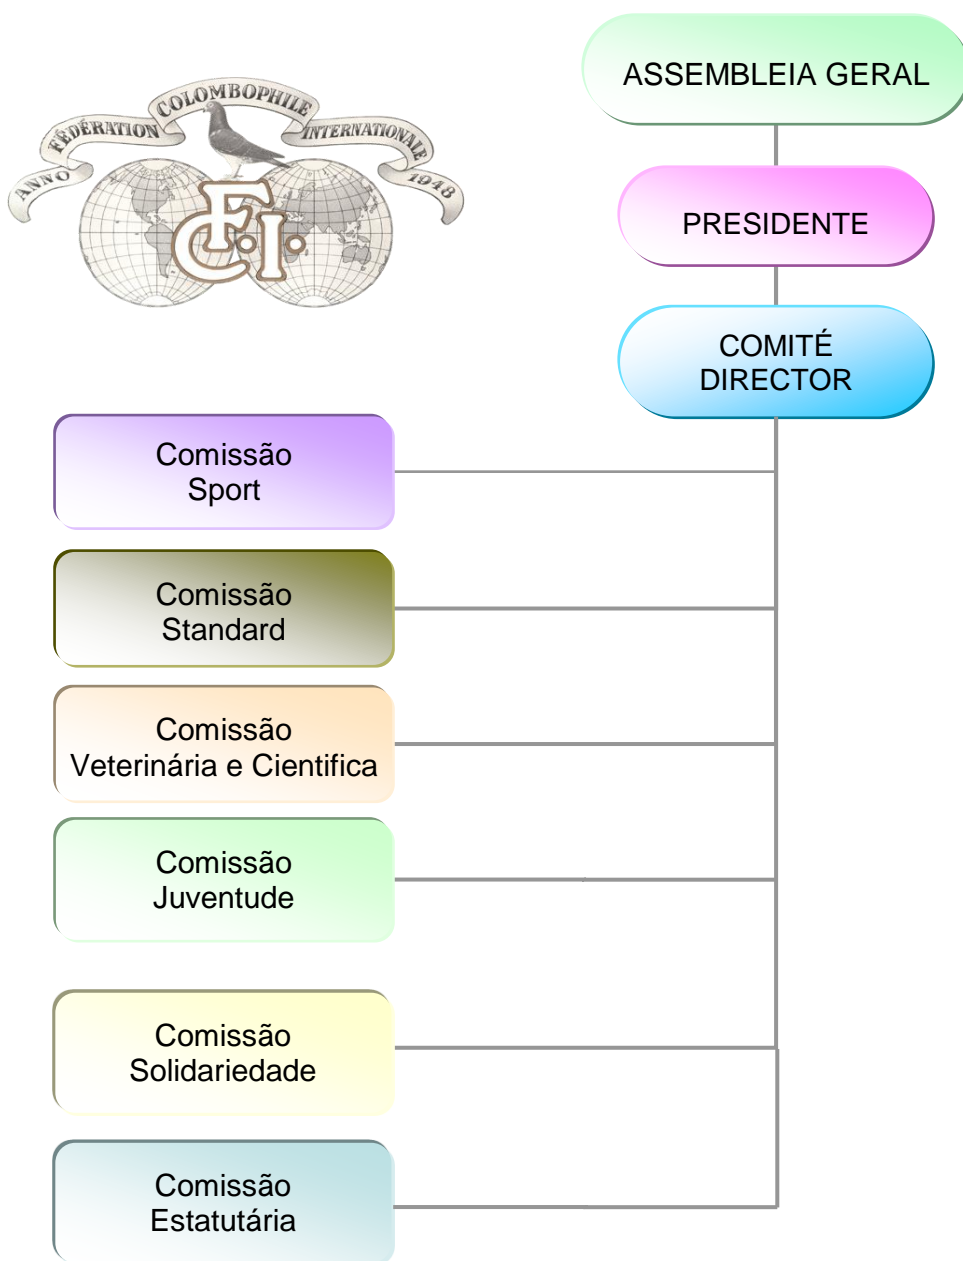 ANNO FÉDÉRATION COLOMBOPHILE INTERNATIONALE 1948
F.C.I.
ASSEMBLEIA GERAL
PRESIDENTE
COMITÉ
DIRECTOR
Comissão
Sport
Comissão
Standard
Comissão
Veterinária e Cientifica
Comissão
Juventude
Comissão
Solidariedade
Comissão
Estatutária